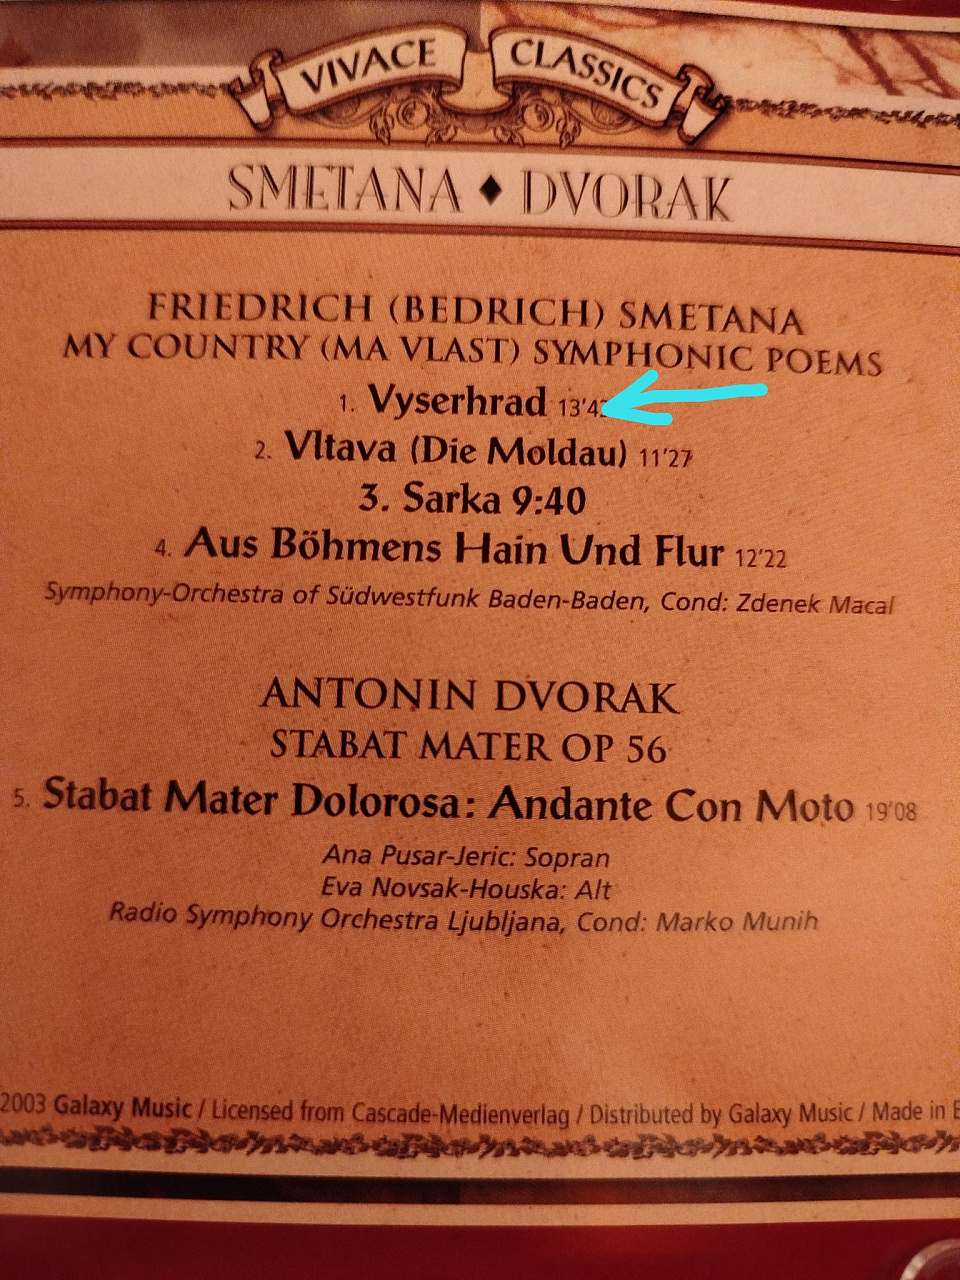 VIVACE CLASSICS
SMETANA ♦ DVORAK
FRIEDRICH (BEDRICH) SMETANA
MY COUNTRY (MA VLAST) SYMPHONIC POEMS
1. Vyserhrad
2. Vltava (Die Moldau) 11'27
3. Sarka 9:40
4. Aus Böhmens Hain Und Flur 12'22
Symphony-Orchestra of Südwestfunk Baden-Baden, Cond: Zdenek Macal
ANTONIN DVORAK
STABAT MATER OP 56
5. Stabat Mater Dolorosa: Andante Con Moto 19'08
Ana Pusar-Jeric: Sopran
Eva Novsak-Houska: Alt
Radio Symphony Orchestra Ljubljana, Cond: Marko Munih
2003 Galaxy Music / Licensed from Cascade-Medienverlag / Distributed by Galaxy Music / Made in